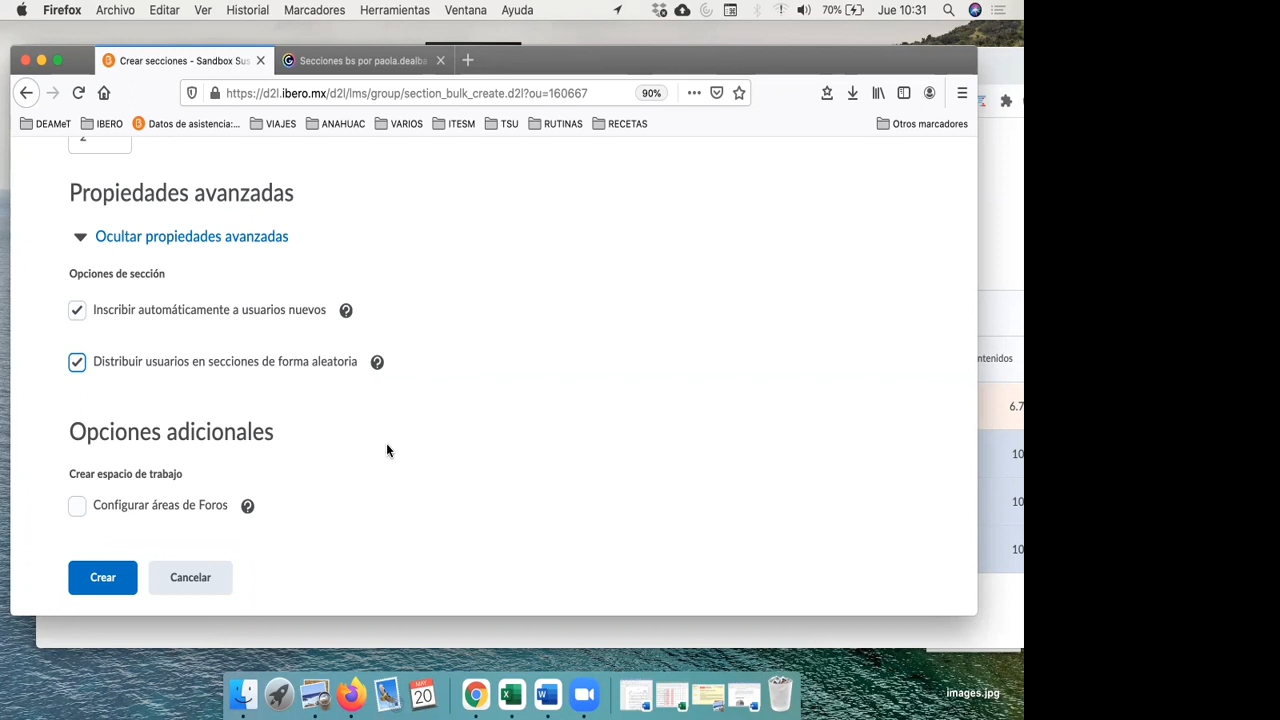 Firefox Archivo Editar Ver Historial Marcadores Herramientas Ventana Ayuda 70% Jue 10:31
Crear secciones - Sandbox Sus Secciones bs por paola.dealba
https://d2l.ibero.mx/d2l/lms/group/section_bulk_create.d2l?ou=160667 90%
DEAMeT IBERO Datos de asistencia:... VIAJES ANAHUAC VARIOS ITESM TSU RUTINAS RECETAS Otros marcadores
2
Propiedades avanzadas
Ocultar propiedades avanzadas
Opciones de sección
Inscribir automáticamente a usuarios nuevos
ntenidos
Distribuir usuarios en secciones de forma aleatoria
6.7
Opciones adicionales
10
Crear espacio de trabajo
Configurar áreas de Foros
10
10
Crear Cancelar
MAY
20
images.jpg